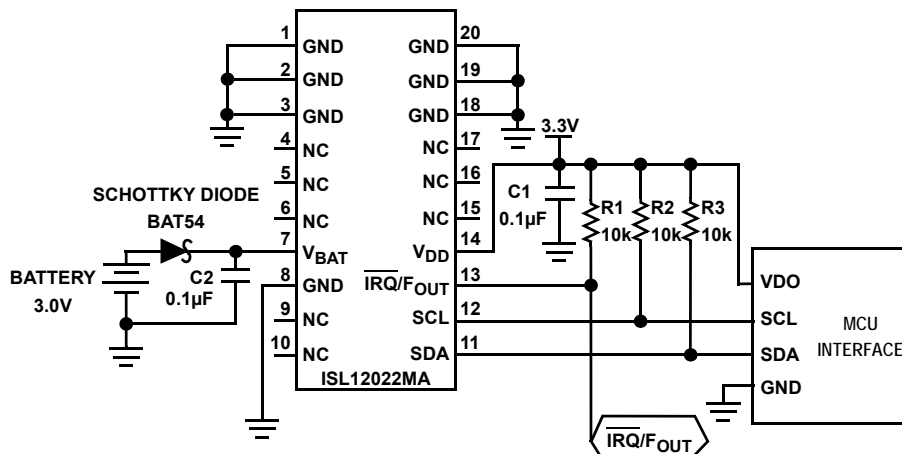 1 GND
2 GND
3 GND
4 NC
5 NC
6 NC
7 VBAT
8 GND
9 NC
10 NC
GND 20
GND 19
GND 18
NC 17
NC 16
NC 15
VDD 14
IRQ/FOUT 13
SCL 12
SDA 11
ISL12022MA
SCHOTTKY DIODE
BAT54
BATTERY
3.0V
C2
0.1µF
3.3V
C1
0.1µF
R1
10k
R2
10k
R3
10k
VDO
SCL
SDA
GND
MCU
INTERFACE
IRQ/FOUT